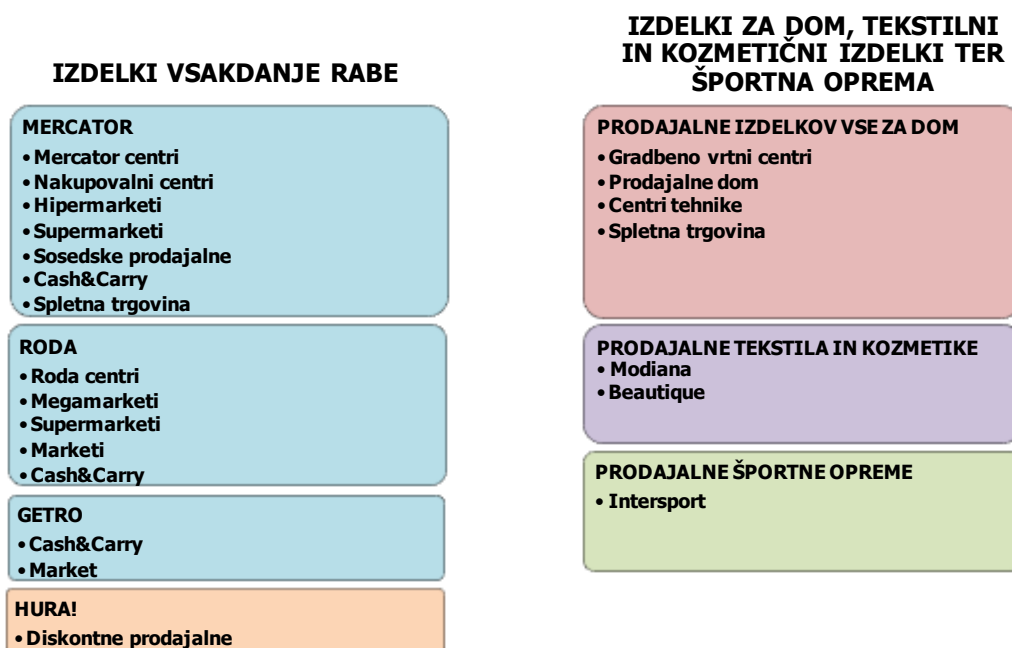 IZDELKI VSAKDANJE RABE
MERCATOR
• Mercator centri
• Nakupovalni centri
• Hipermarketi
• Supermarketi
• Sosedske prodajalne
• Cash&Carry
• Spletna trgovina
RODA
• Roda centri
• Megamarketi
• Supermarketi
• Marketi
• Cash&Carry
GETRO
• Cash&Carry
• Market
HURA!
• Diskontne prodajalne
IZDELKI ZA DOM, TEKSTILNI
IN KOZMETIČNI IZDELKI TER
ŠPORTNA OPREMA
PRODAJALNE IZDELKOV VSE ZA DOM
• Gradbeno vrtni centri
• Prodajalne dom
• Centri tehnike
• Spletna trgovina
PRODAJALNE TEKSTILA IN KOZMETIKE
• Modiana
• Beautique
PRODAJALNE ŠPORTNE OPREME
• Intersport